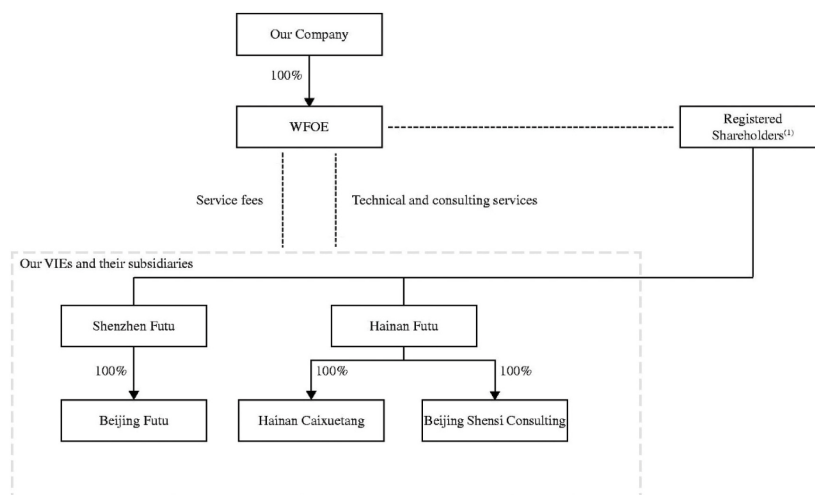 Our Company
100%
WFOE
Registered
Shareholders(1)
Service fees
Technical and consulting services
Our VIEs and their subsidiaries
Shenzhen Futu
Hainan Futu
100%
100%
100%
Beijing Futu
Hainan Caixuetang
Beijing Shensi Consulting